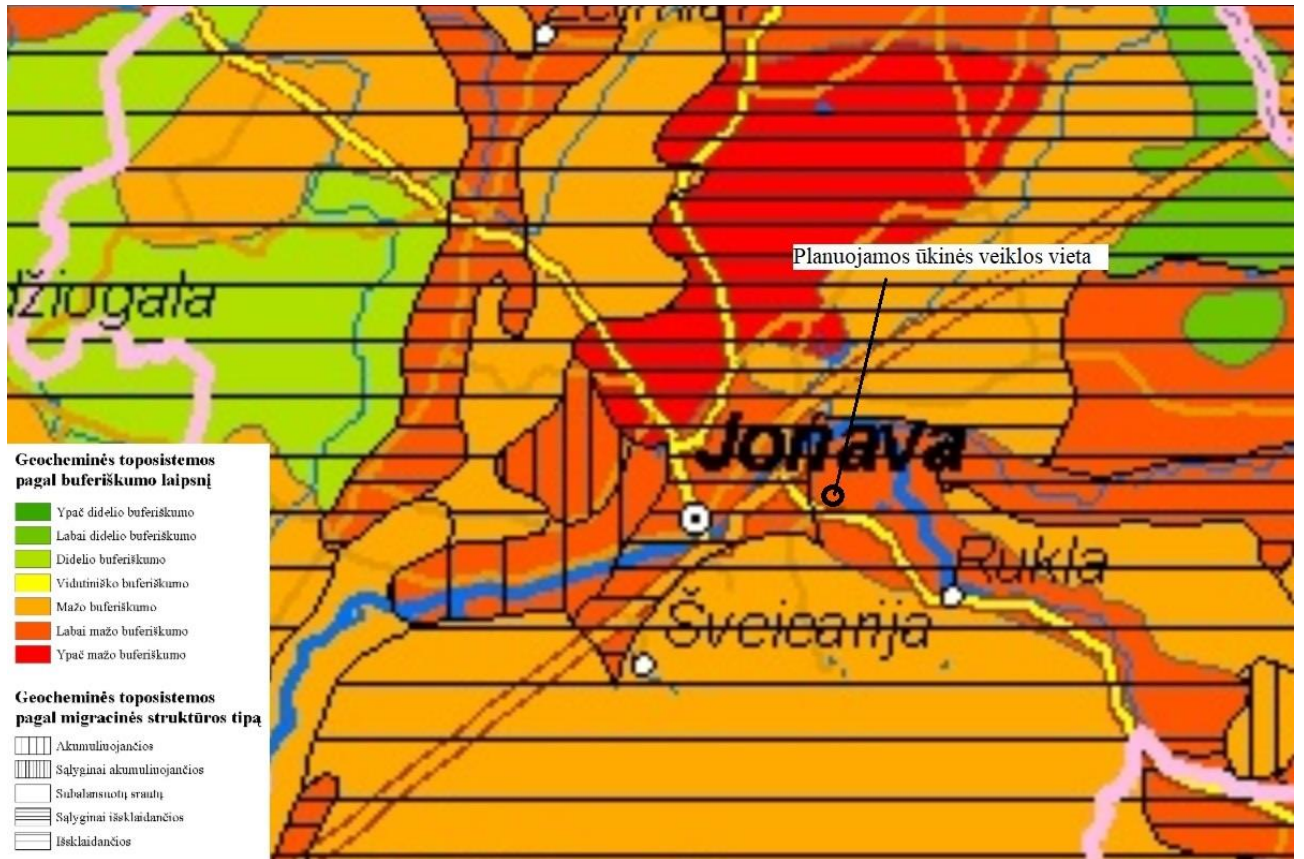 Planuojamos ūkinės veiklos vieta
džiugala
Jonava
Rukla
Šveicarija
Geocheminės toposistemos
pagal buferiškumo laipsnį
Ypač didelio buferiškumo
Labai didelio buferiškumo
Didelio buferiškumo
Vidutiniško buferiškumo
Mažo buferiškumo
Labai mažo buferiškumo
Ypač mažo buferiškumo
Geocheminės toposistemos
pagal migracinės struktūros tipą
Akumuliuojančios
Sąlyginai akumuliuojančios
Subalansuotų srautų
Sąlyginai išsklaidančios
Išsklaidančios